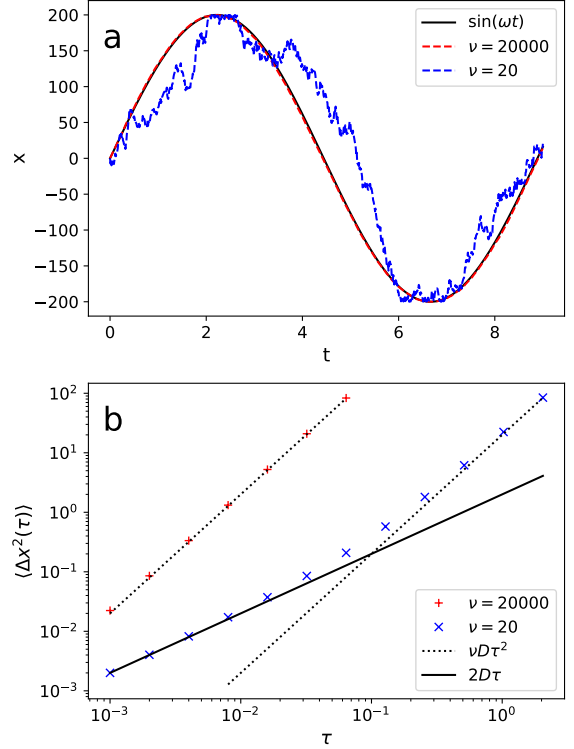 a
sin(ωt)
ν = 20000
ν = 20
200
150
100
50
0
−50
−100
−150
−200
x
0 2 4 6 8
t
b
10²
10¹
10⁰
10⁻¹
10⁻²
10⁻³
⟨Δx²(τ)⟩
ν = 20000
ν = 20
νDτ²
2Dτ
10⁻³ 10⁻² 10⁻¹ 10⁰
τ